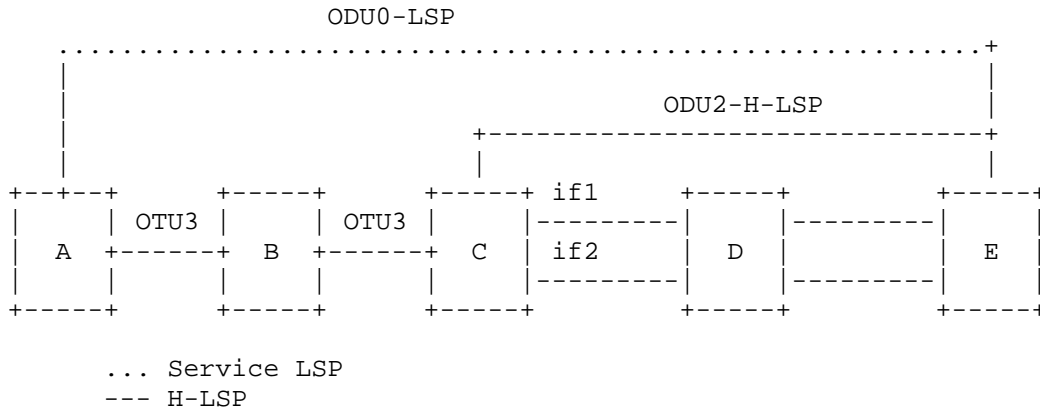 ODU0-LSP
ODU2-H-LSP
if1
OTU3 OTU3
A B C if2 D E
... Service LSP
--- H-LSP